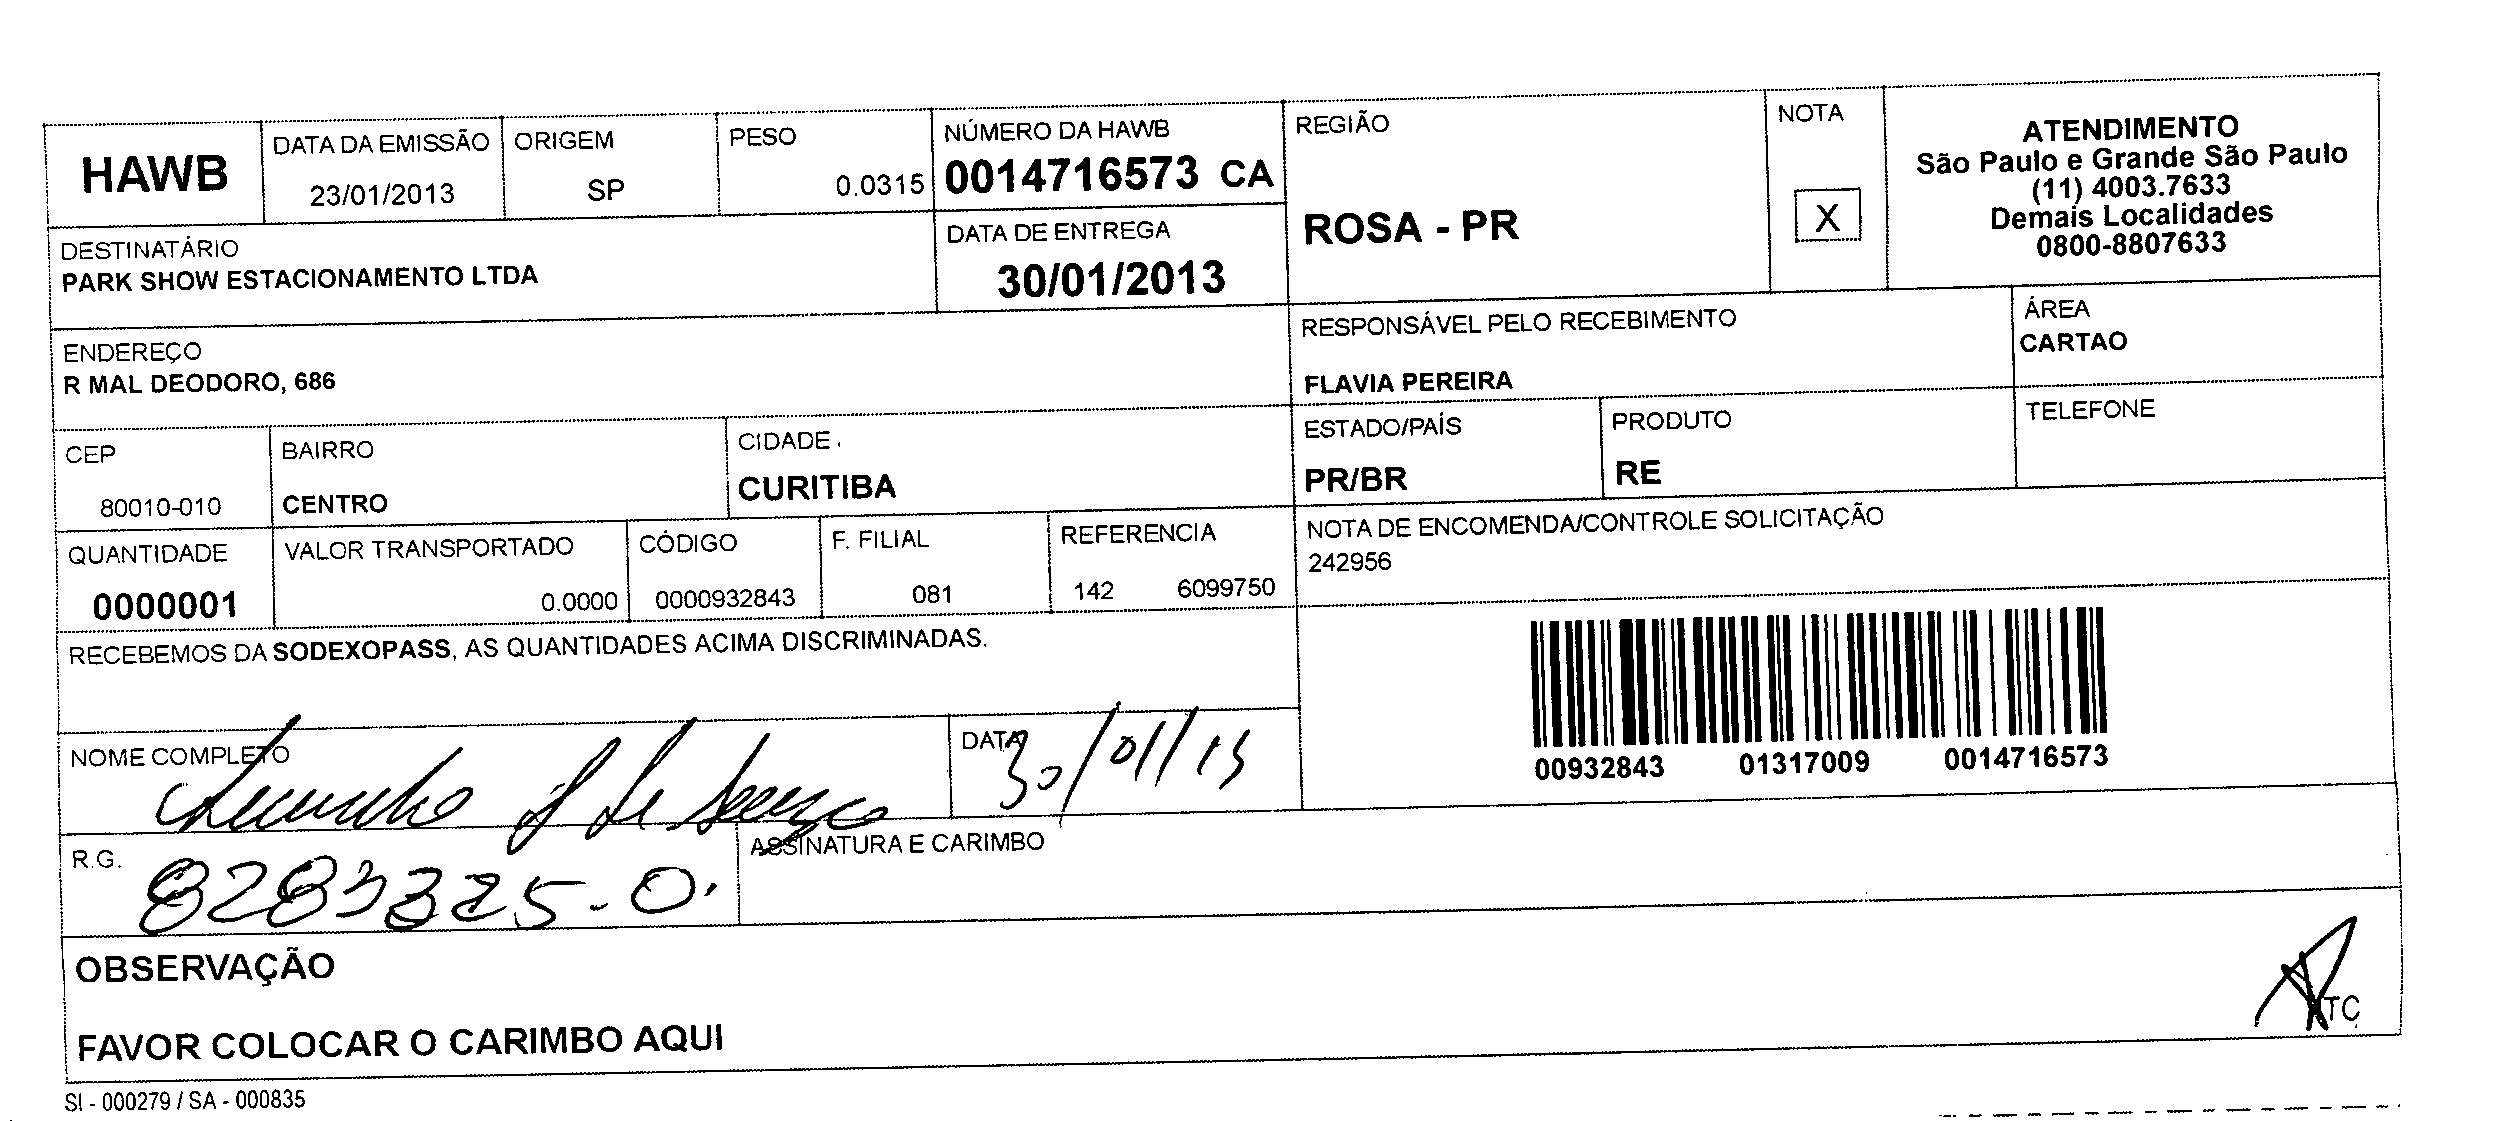 HAWB
DATA DA EMISSÃO
23/01/2013
ORIGEM
SP
PESO
0.0315
NÚMERO DA HAWB
0014716573 CA
REGIÃO
ROSA - PR
NOTA
X
ATENDIMENTO
São Paulo e Grande São Paulo
(11) 4003.7633
Demais Localidades
0800-8807633
DESTINATÁRIO
PARK SHOW ESTACIONAMENTO LTDA
DATA DE ENTREGA
30/01/2013
ENDEREÇO
R MAL DEODORO, 686
RESPONSÁVEL PELO RECEBIMENTO
FLAVIA PEREIRA
ÁREA
CARTAO
CEP
80010-010
BAIRRO
CENTRO
CIDADE
CURITIBA
ESTADO/PAÍS
PR/BR
PRODUTO
RE
TELEFONE
QUANTIDADE
0000001
VALOR TRANSPORTADO
0.0000
CÓDIGO
0000932843
F. FILIAL
081
REFERENCIA
142 6099750
NOTA DE ENCOMENDA/CONTROLE SOLICITAÇÃO
242956
RECEBEMOS DA SODEXOPASS, AS QUANTIDADES ACIMA DISCRIMINADAS.
00932843 01317009 0014716573
NOME COMPLETO
de Souza
DATA
30/01/13
R.G.
8283325-0
ASSINATURA E CARIMBO
OBSERVAÇÃO
FAVOR COLOCAR O CARIMBO AQUI
TC
SI - 000279 / SA - 000835